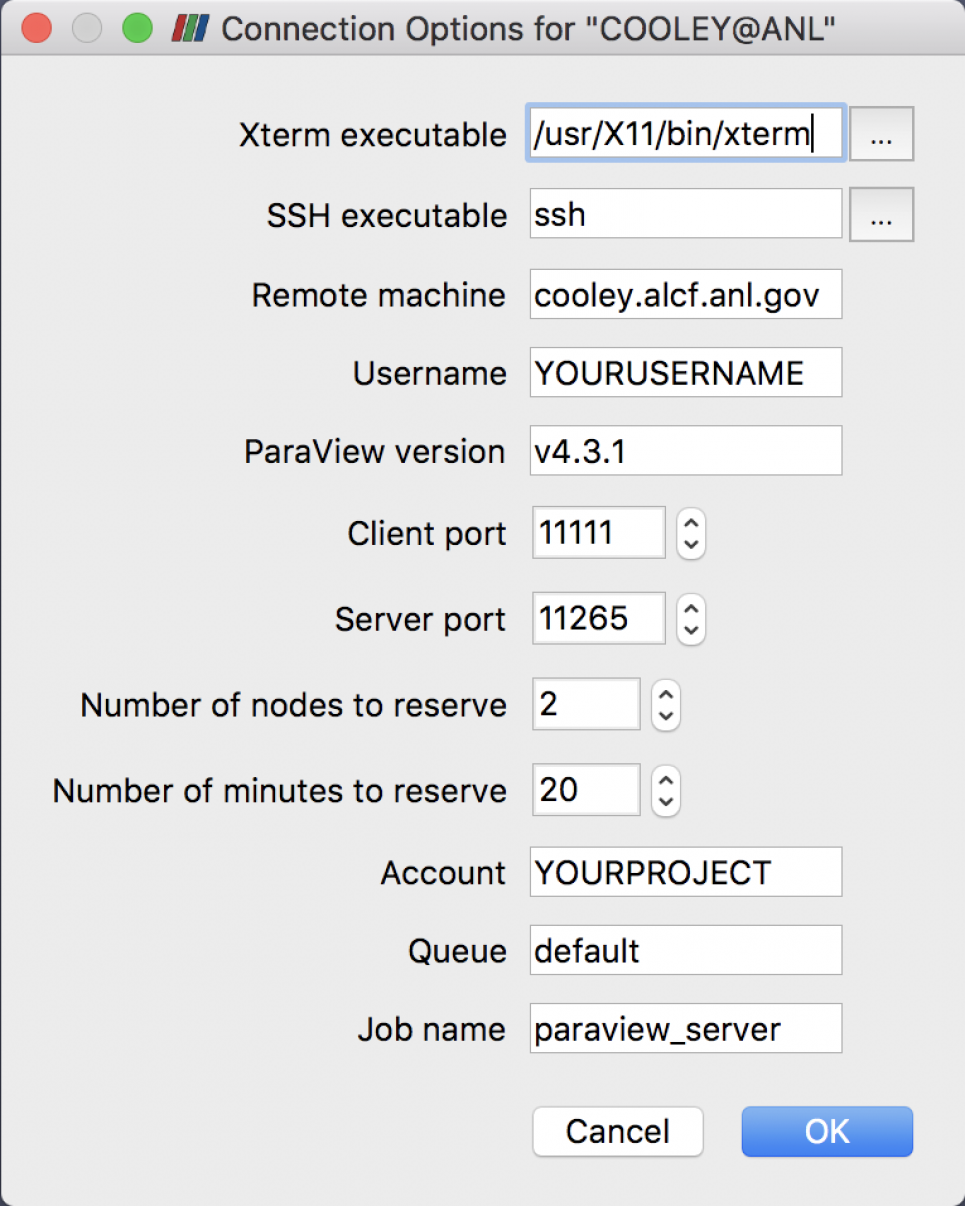 Connection Options for "COOLEY@ANL"
Xterm executable /usr/X11/bin/xterm ...
SSH executable ssh ...
Remote machine cooley.alcf.anl.gov
Username YOURUSERNAME
ParaView version v4.3.1
Client port 11111
Server port 11265
Number of nodes to reserve 2
Number of minutes to reserve 20
Account YOURPROJECT
Queue default
Job name paraview_server
Cancel OK